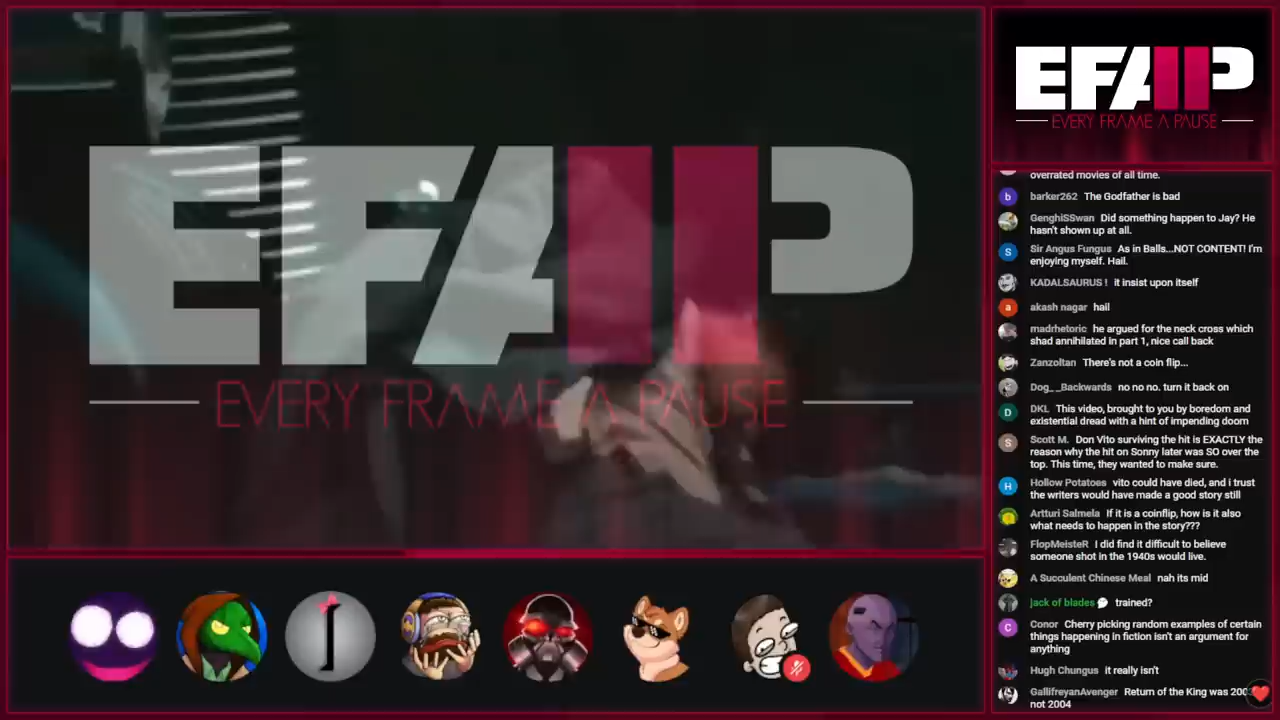 EFAP
EVERY FRAME A PAUSE
EFAP
EVERY FRAME A PAUSE
overrated movies of all time.
b barker262 The Godfather is bad
GenghiSSwan Did something happen to Jay? He
hasn't shown up at all.
S Sir Angus Fungus As in Balls...NOT CONTENT! I'm
enjoying myself. Hail.
KADALSAURUS ! it insist upon itself
a akash nagar hail
madrhetoric he argued for the neck cross which
shad annihilated in part 1, nice call back
Zanzoltan There's not a coin flip...
Dog__Backwards no no no. turn it back on
D DKL This video, brought to you by boredom and
existential dread with a hint of impending doom
S Scott M. Don Vito surviving the hit is EXACTLY the
reason why the hit on Sonny later was SO over the
top. This time, they wanted to make sure.
H Hollow Potatoes vito could have died, and i trust
the writers would have made a good story still
Artturi Salmela If it is a coinflip, how is it also
what needs to happen in the story???
FlopMeisteR I did find it difficult to believe
someone shot in the 1940s would live.
A Succulent Chinese Meal nah its mid
jack of blades trained?
C Conor Cherry picking random examples of certain
things happening in fiction isn't an argument for
anything
Hugh Chungus it really isn't
GallifreyanAvenger Return of the King was
not 2004